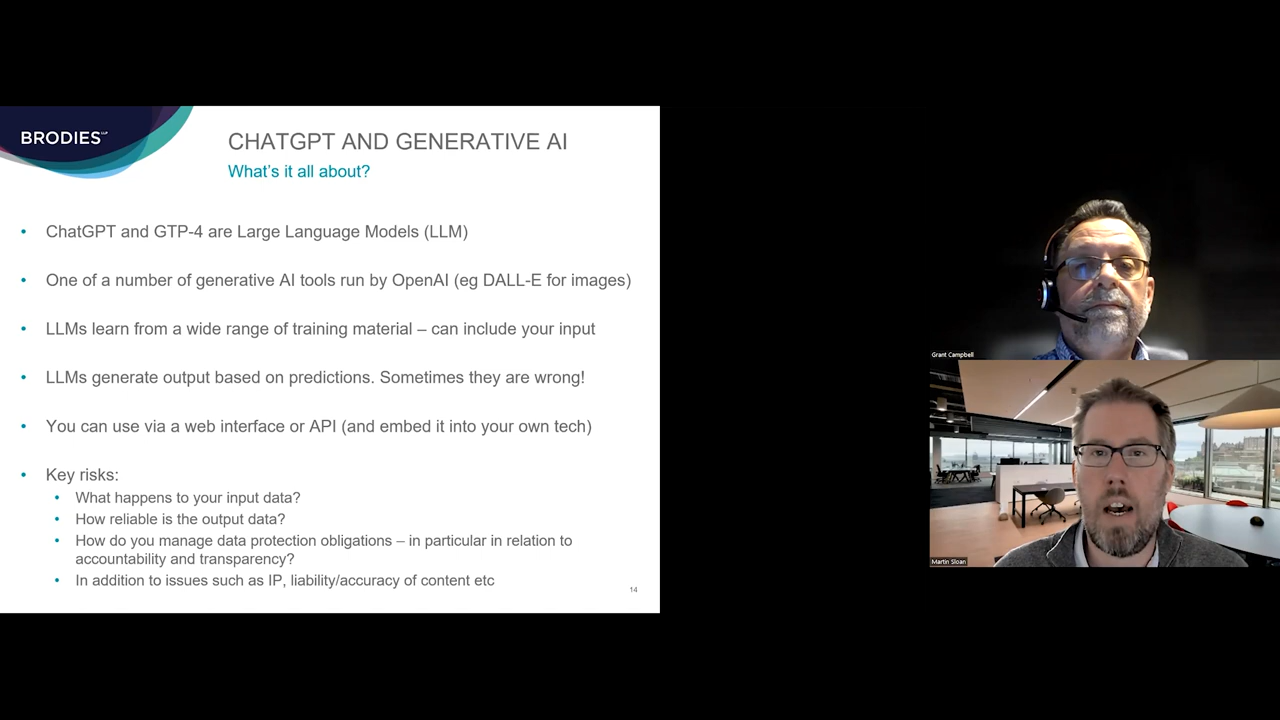 BRODIES LLP
CHATGPT AND GENERATIVE AI
What's it all about?
• ChatGPT and GTP-4 are Large Language Models (LLM)
• One of a number of generative AI tools run by OpenAI (eg DALL-E for images)
• LLMs learn from a wide range of training material – can include your input
• LLMs generate output based on predictions. Sometimes they are wrong!
• You can use via a web interface or API (and embed it into your own tech)
• Key risks:
• What happens to your input data?
• How reliable is the output data?
• How do you manage data protection obligations – in particular in relation to
accountability and transparency?
• In addition to issues such as IP, liability/accuracy of content etc
14
Grant Campbell
Martin Sloan